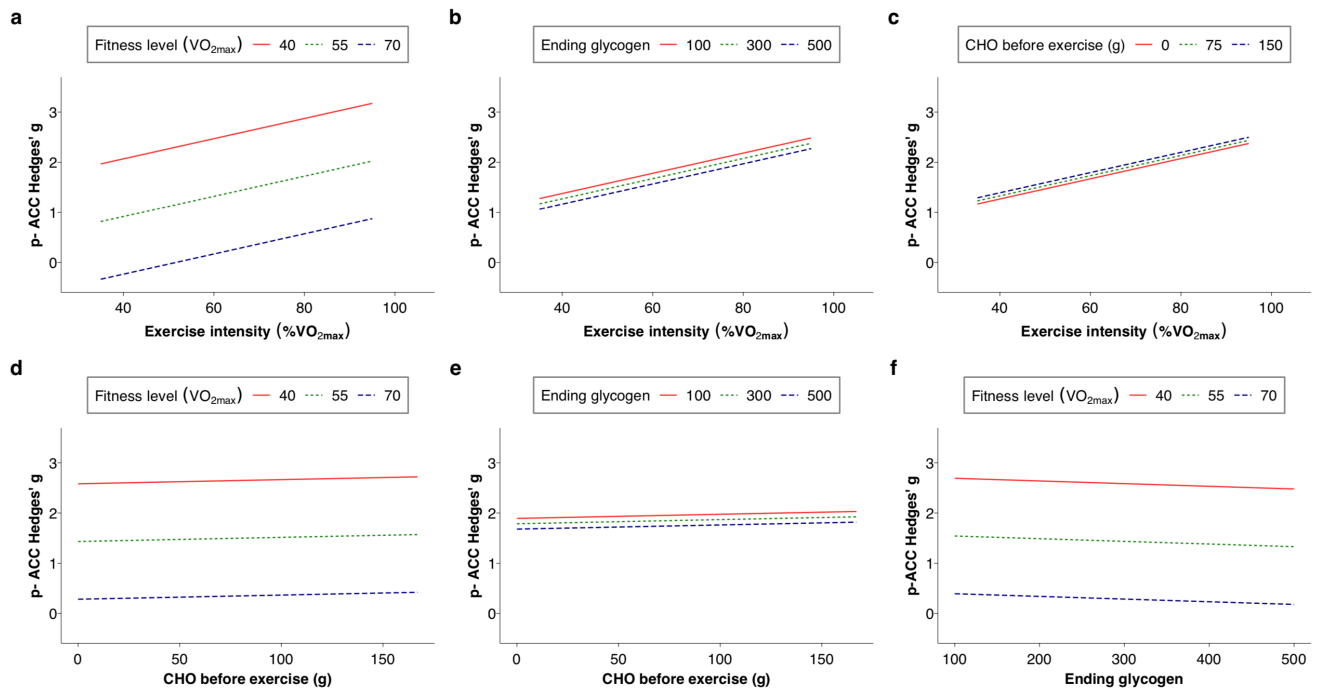 a
Fitness level (VO2max) 40 55 70
p- ACC Hedges' g
3
2
1
0
40 60 80 100
Exercise intensity (%VO2max)
b
Ending glycogen 100 300 500
p- ACC Hedges' g
3
2
1
0
40 60 80 100
Exercise intensity (%VO2max)
c
CHO before exercise (g) 0 75 150
p- ACC Hedges' g
3
2
1
0
40 60 80 100
Exercise intensity (%VO2max)
d
Fitness level (VO2max) 40 55 70
p- ACC Hedges' g
3
2
1
0
0 50 100 150
CHO before exercise (g)
e
Ending glycogen 100 300 500
p- ACC Hedges' g
3
2
1
0
0 50 100 150
CHO before exercise (g)
f
Fitness level (VO2max) 40 55 70
p-ACC Hedges' g
3
2
1
0
100 200 300 400 500
Ending glycogen